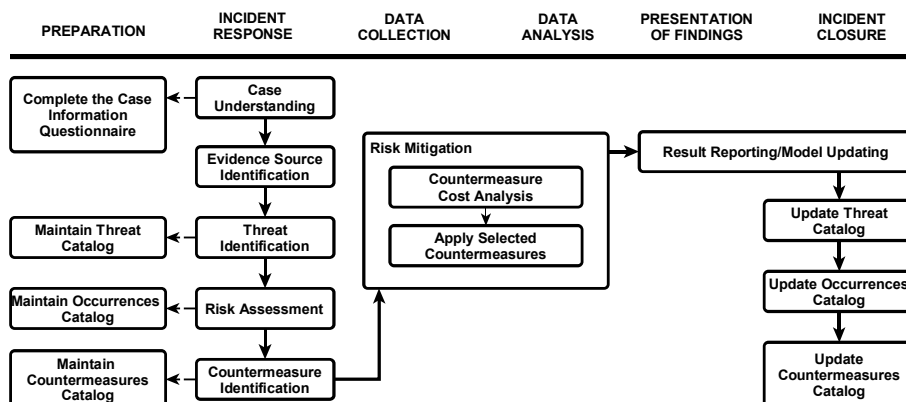 PREPARATION
INCIDENT
RESPONSE
DATA
COLLECTION
DATA
ANALYSIS
PRESENTATION
OF FINDINGS
INCIDENT
CLOSURE
Complete the Case
Information
Questionnaire
Case
Understanding
Evidence Source
Identification
Maintain Threat
Catalog
Threat
Identification
Maintain Occurrences
Catalog
Risk Assessment
Maintain
Countermeasures
Catalog
Countermeasure
Identification
Risk Mitigation
Countermeasure
Cost Analysis
Apply Selected
Countermeasures
Result Reporting/Model Updating
Update Threat
Catalog
Update Occurrences
Catalog
Update
Countermeasures
Catalog